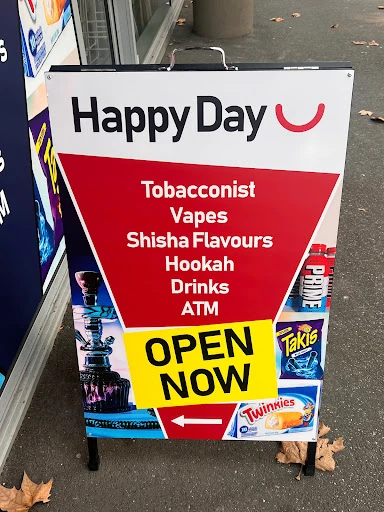 Happy Day
Tobacconist
Vapes
Shisha Flavours
Hookah
Drinks
ATM
PRIME
OPEN
NOW
Takis
Twinkies